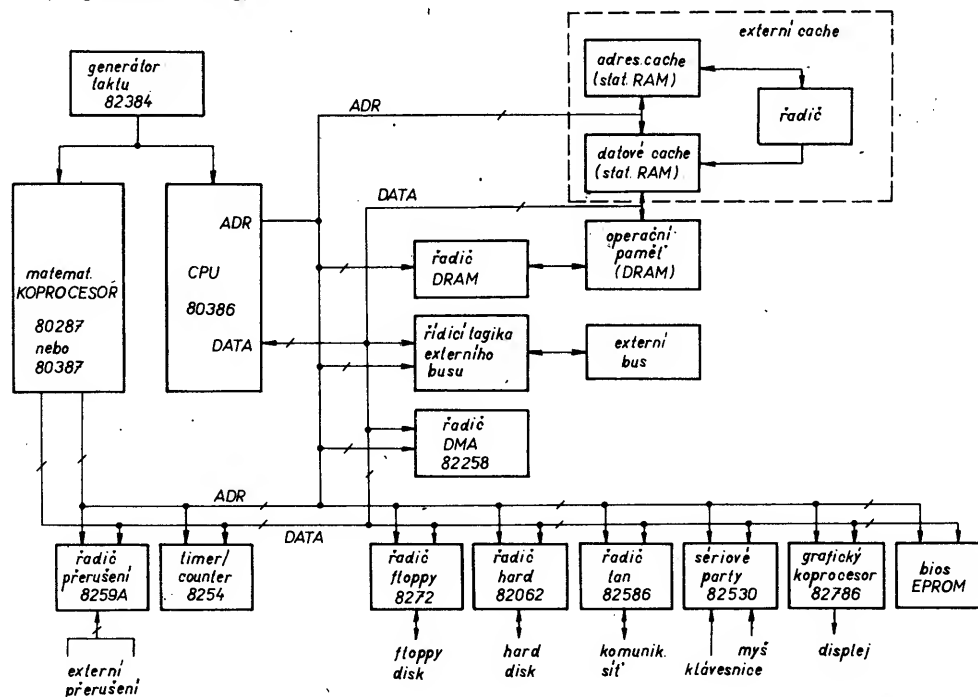 externí cache
generátor
taktu
82384
adres. cache
(stat. RAM)
řadič
ADR
datové cache
(stat. RAM)
DATA
ADR
matemat.
KOPROCESOŘ
80287
nebo
80387
CPU
80386
DATA
řadič
DRAM
operační
paměť
(DRAM)
řídicí lagika
externího
busu
externí
bus
řadič
DMA
82258
ADR
DATA
řadič
přerušení
8259A
timer/
counter
8254
řadič
floppy
8272
řadič
hard
82062
řadič
lan
82586
sériové
party
82530
grafický
koprocesor
82786
bios
EPROM
externí
přerušení
floppy
disk
hard
disk
komunik.
síť
myš
klávesnice
displej